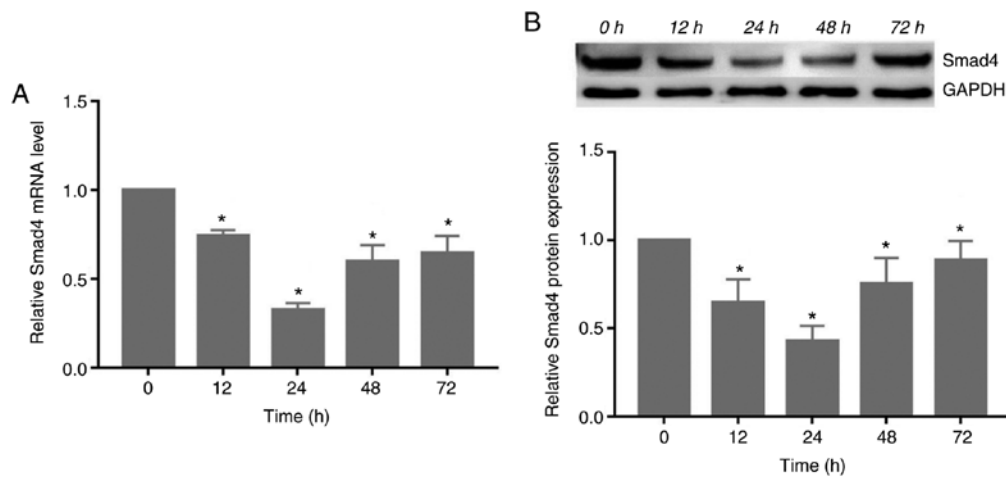 A
Relative Smad4 mRNA level
1.5
1.0
0.5
0.0
*
*
*
*
0 12 24 48 72
Time (h)
B
0 h 12 h 24 h 48 h 72 h
Smad4
GAPDH
Relative Smad4 protein expression
1.5
1.0
0.5
0.0
*
*
*
*
0 12 24 48 72
Time (h)